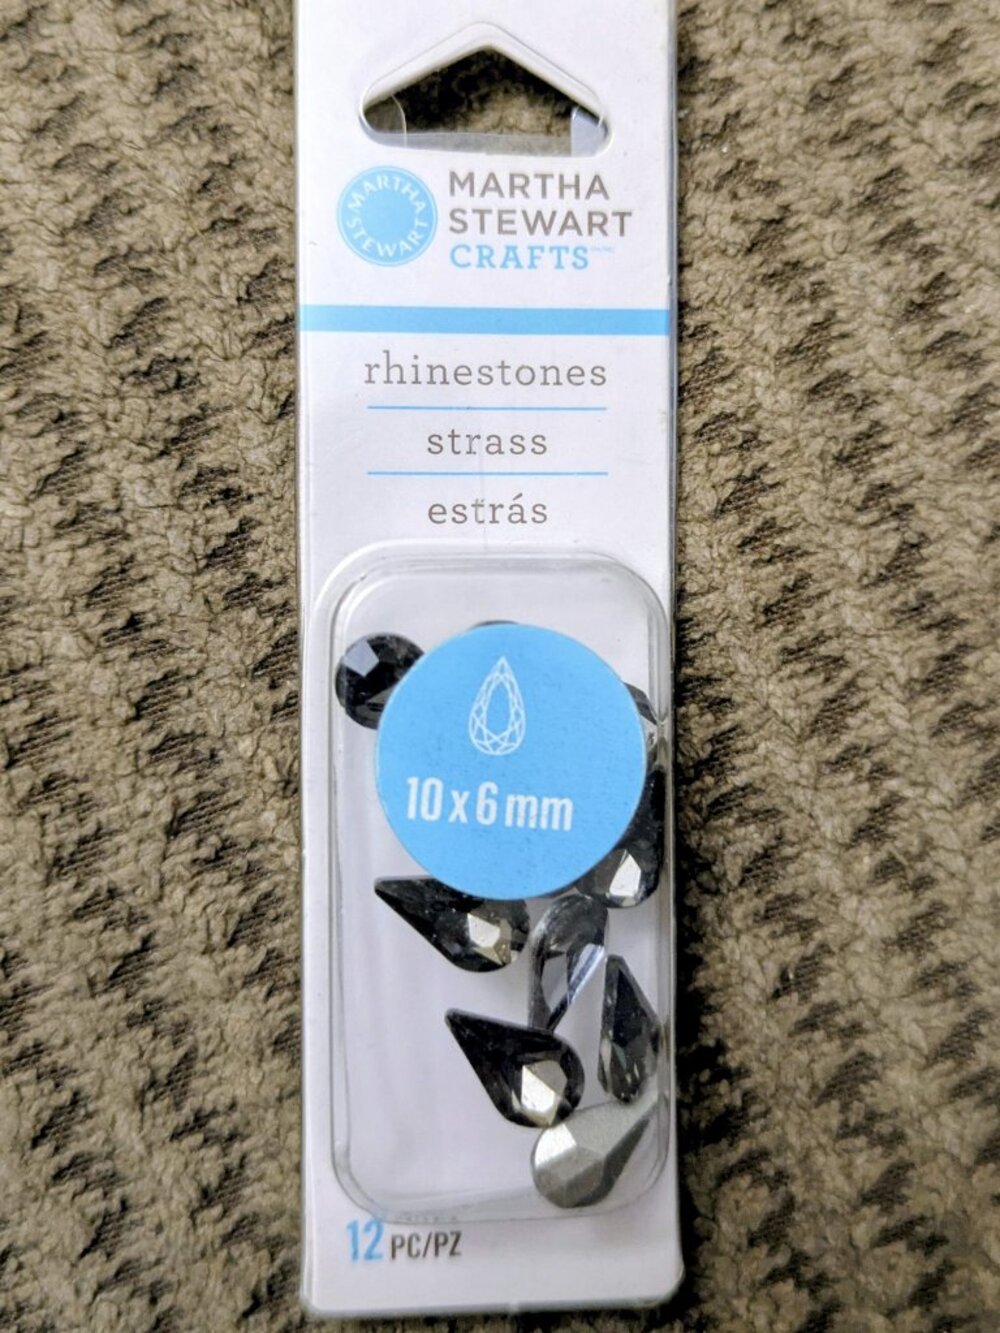 MARTHA STEWART
MARTHA
STEWART
CRAFTS
rhinestones
strass
estrás
10 x 6 mm
12 PC/PZ